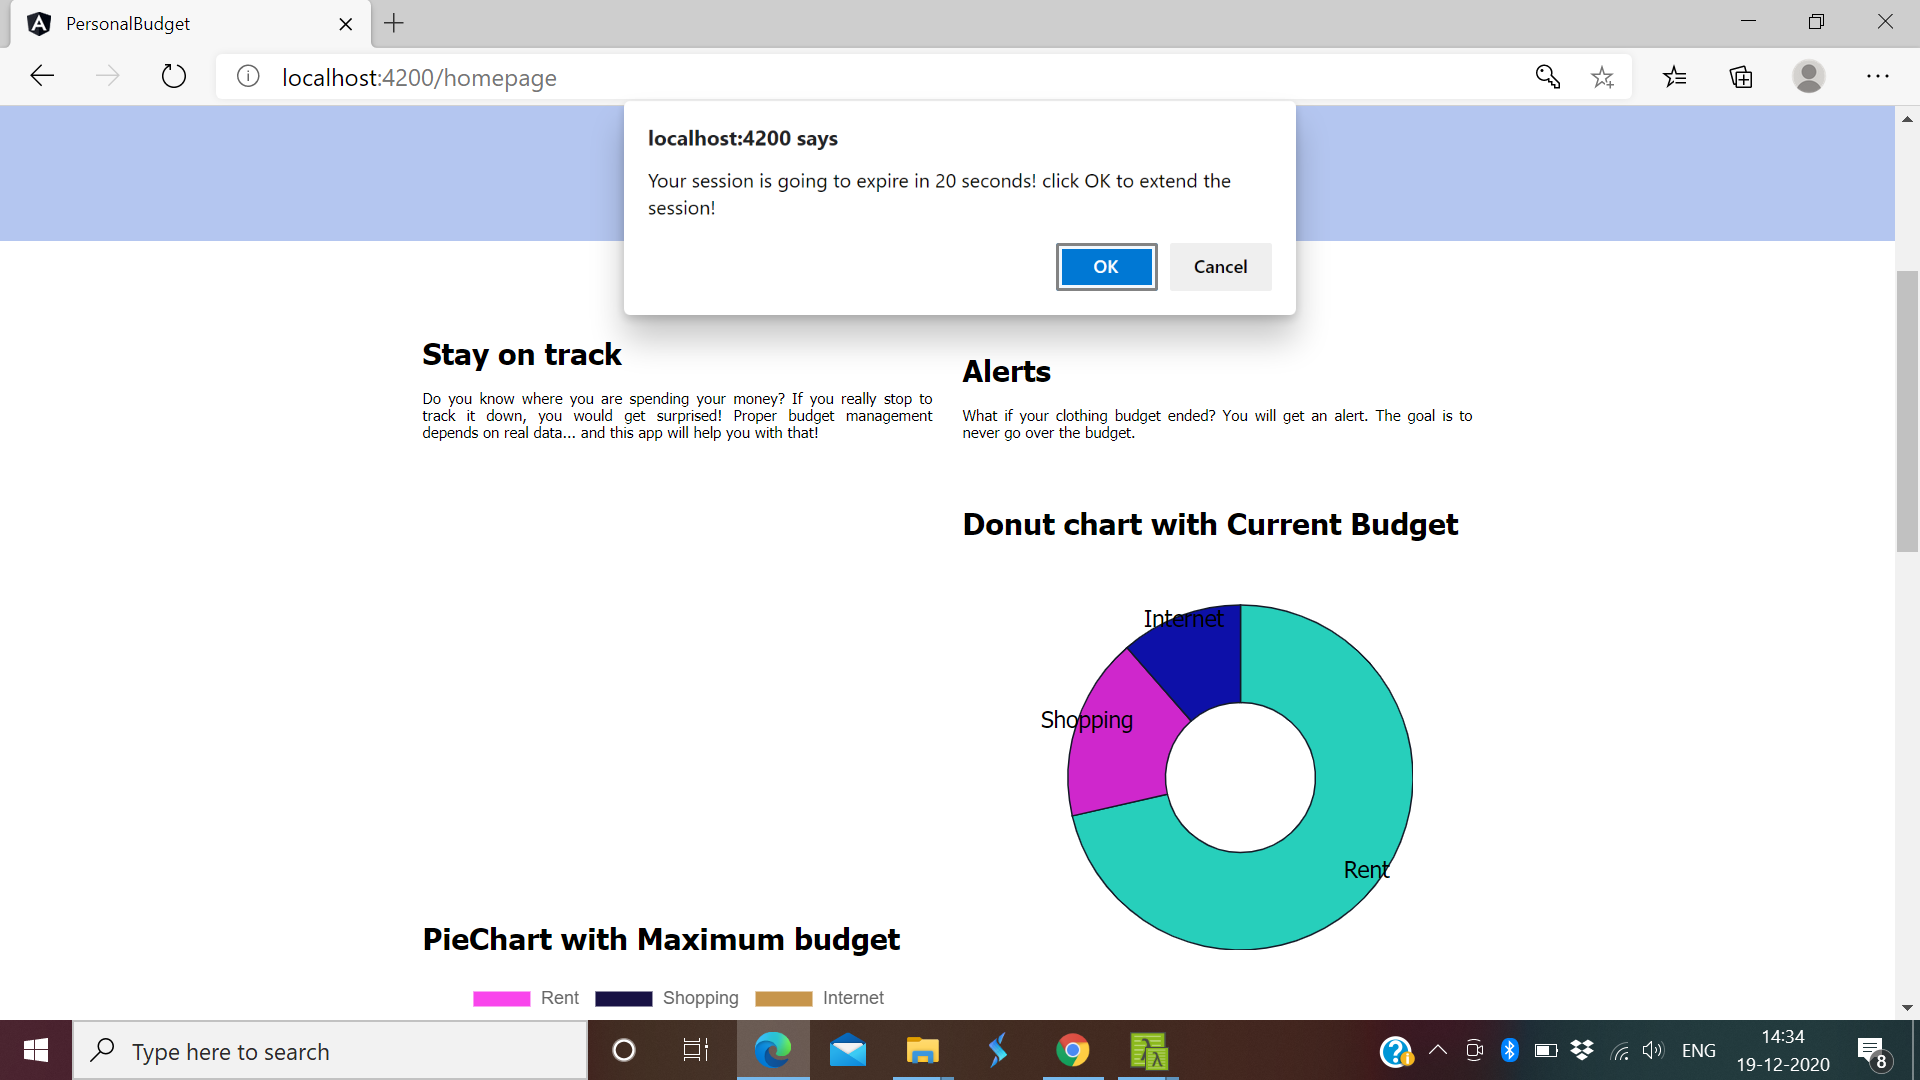 PersonalBudget
localhost:4200/homepage
localhost:4200 says
Your session is going to expire in 20 seconds! click OK to extend the
session!
OK
Cancel
Stay on track
Do you know where you are spending your money? If you really stop to
track it down, you would get surprised! Proper budget management
depends on real data... and this app will help you with that!
Alerts
What if your clothing budget ended? You will get an alert. The goal is to
never go over the budget.
Donut chart with Current Budget
Internet
Shopping
Rent
PieChart with Maximum budget
Rent
Shopping
Internet
Type here to search
ENG
14:34
19-12-2020
8